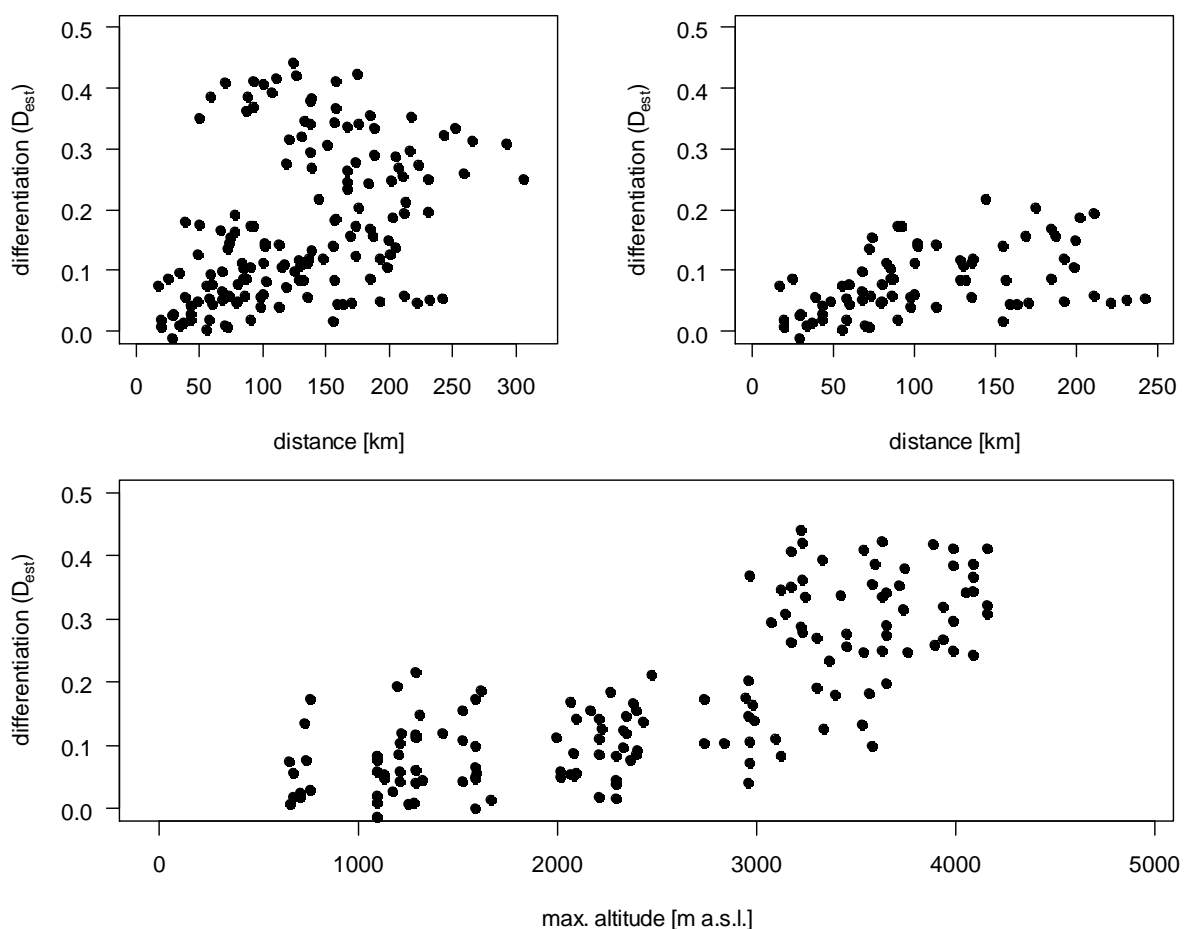 differentiation (Dest)
0.5
0.4
0.3
0.2
0.1
0.0
0 50 100 150 200 250 300
distance [km]
differentiation (Dest)
0.5
0.4
0.3
0.2
0.1
0.0
0 50 100 150 200 250
distance [km]
differentiation (Dest)
0.5
0.4
0.3
0.2
0.1
0.0
0 1000 2000 3000 4000 5000
max. altitude [m a.s.l.]